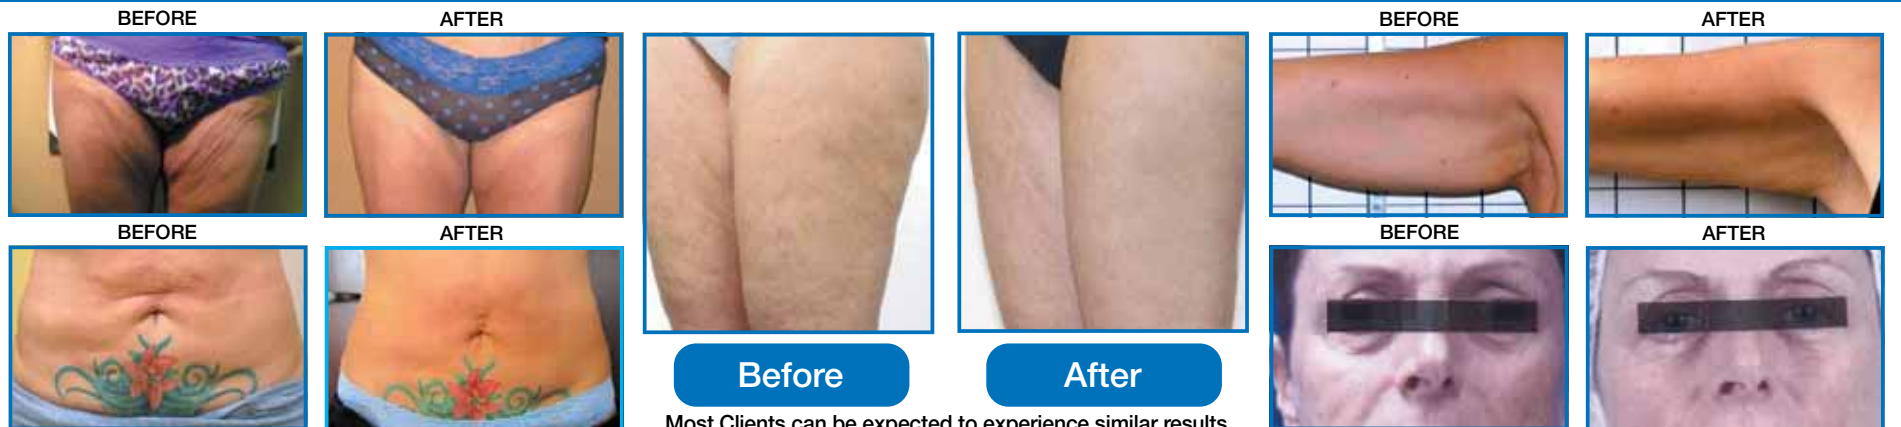 BEFORE
AFTER
BEFORE
AFTER
BEFORE
AFTER
BEFORE
AFTER
Before
After
Most Clients can be expected to experience similar results